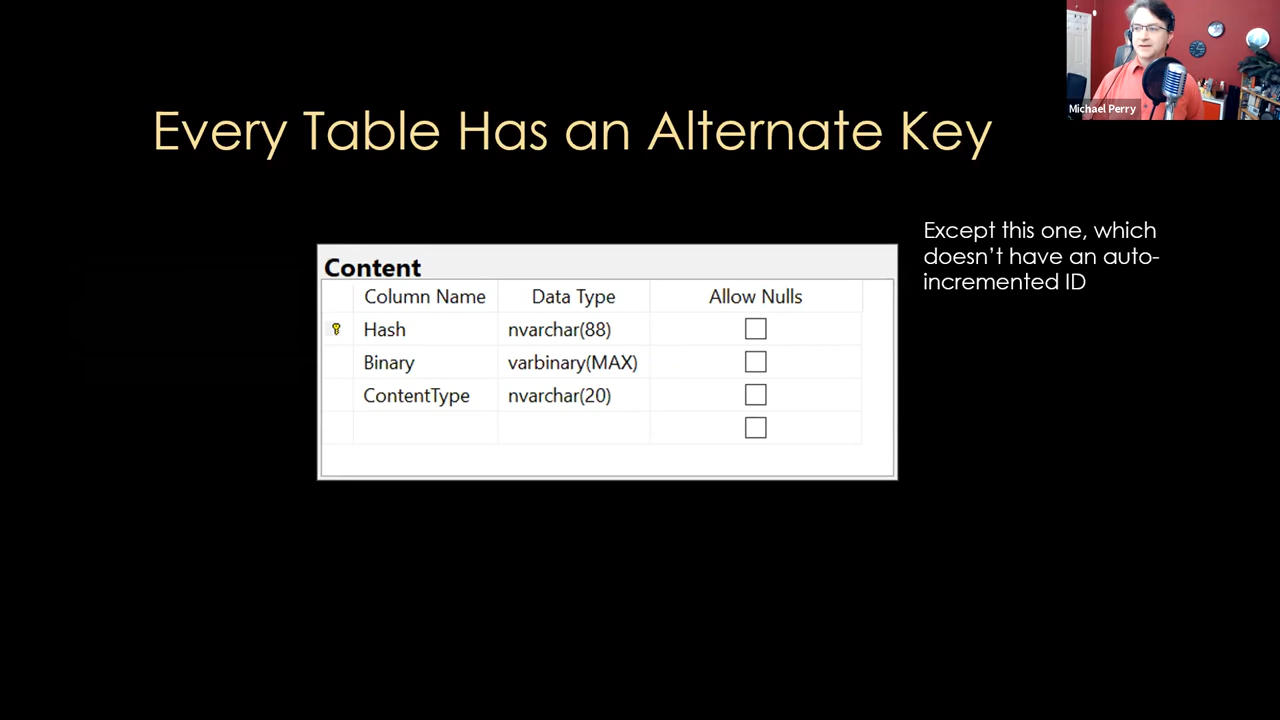 Michael Perry
Every Table Has an Alternate Key
Except this one, which
doesn't have an auto-
incremented ID
Content
Column Name Data Type Allow Nulls
Hash nvarchar(88)
Binary varbinary(MAX)
ContentType nvarchar(20)